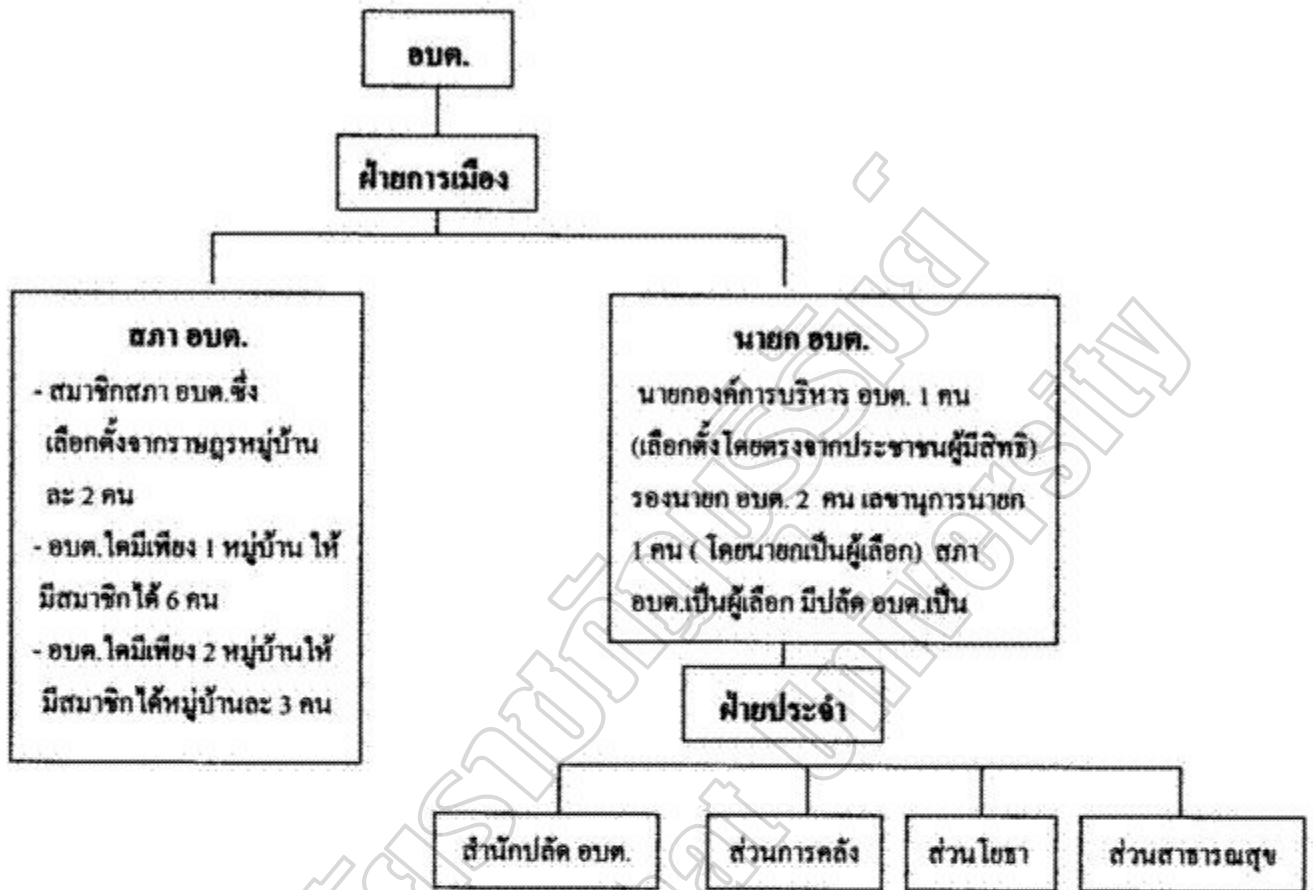 อบต.
ฝ่ายการเมือง
สภา อบต.
- สมาชิกสภา อบต.ซึ่ง
เลือกตั้งจากราษฎรหมู่บ้าน
ละ 2 คน
- อบต.ใดมีเพียง 1 หมู่บ้าน ให้
มีสมาชิกได้ 6 คน
- อบต.ใดมีเพียง 2 หมู่บ้านให้
มีสมาชิกได้หมู่บ้านละ 3 คน
นายก อบต.
นายกองค์การบริหาร อบต. 1 คน
(เลือกตั้งโดยตรงจากประชาชนผู้มีสิทธิ)
รองนายก อบต. 2 คน เลขานุการนายก
1 คน ( โดยนายกเป็นผู้เลือก) สภา
อบต.เป็นผู้เลือก มีปลัด อบต.เป็น
ฝ่ายประจำ
สำนักปลัด อบต.
ส่วนการคลัง
ส่วนโยธา
ส่วนสาธารณสุข
University